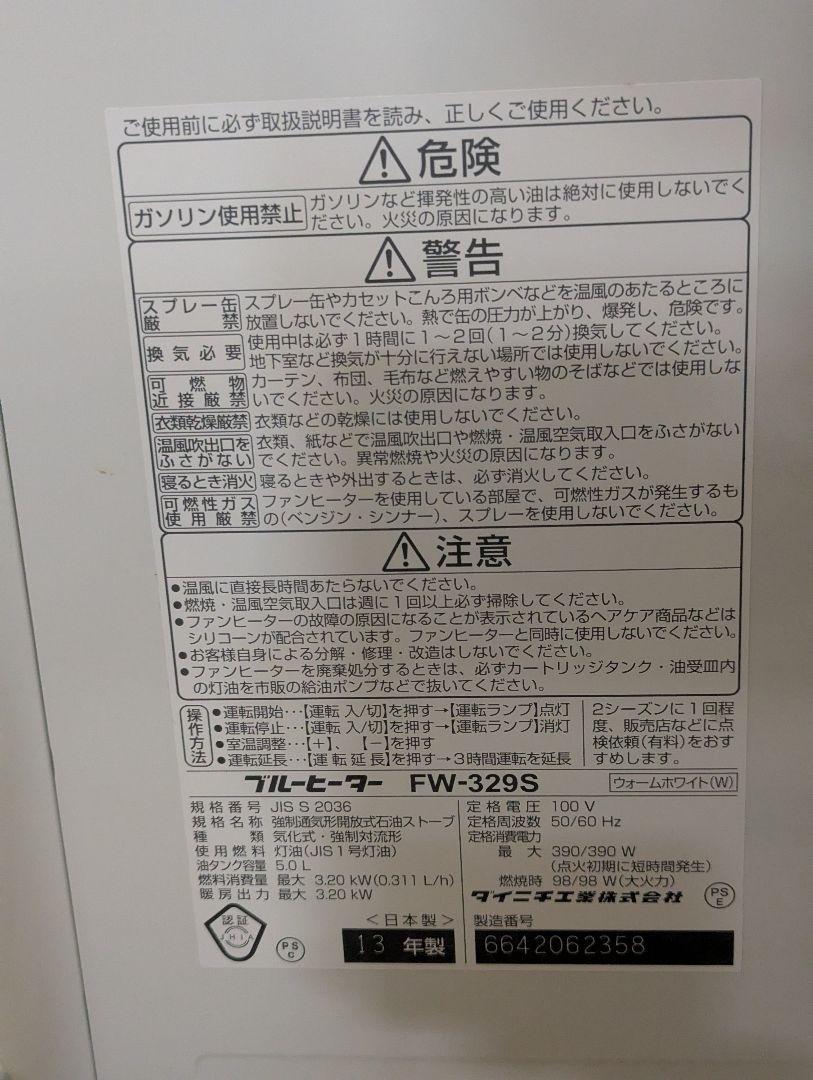 ご使用前に必ず取扱説明書を読み、正しくご使用ください。
危険
ガソリン使用禁止
ガソリンなど揮発性の高い油は絶対に使用しないでく
ださい。火災の原因になります。
警告
スプレー缶
厳禁
スプレー缶やカセットこんろ用ボンベなどを温風のあたるところに
放置しないでください。熱で缶の圧力が上がり、爆発し、危険です。
換気必要
使用中は必ず1時間に1～2回(1～2分)換気してください。
地下室など換気が十分に行えない場所では使用しないでください。
可燃物
近接厳禁
カーテン、布団、毛布など燃えやすい物のそばなどでは使用しな
いでください。火災の原因になります。
衣類乾燥厳禁
衣類などの乾燥には使用しないでください。
温風吹出口を
ふさがない
衣類、紙などで温風吹出口や燃焼・温風空気取入口をふさがない
でください。異常燃焼や火災の原因になります。
寝るとき消火
寝るときや外出するときは、必ず消火してください。
可燃性ガス
使用厳禁
ファンヒーターを使用している部屋で、可燃性ガスが発生するも
の(ベンジン・シンナー)、スプレーを使用しないでください。
注意
●温風に直接長時間あたらないでください。
●燃焼・温風空気取入口は週に1回以上必ず掃除してください。
●ファンヒーターの故障の原因になることが表示されているヘアケア商品などは
シリコーンが配合されています。ファンヒーターと同時に使用しないでください。
●お客様自身による分解・修理・改造はしないでください。
●ファンヒーターを廃棄処分するときは、必ずカートリッジタンク・油受皿内
の灯油を市販の給油ポンプなどで抜いてください。
操作方法
●運転開始…【運転 入/切】を押す→【運転ランプ】点灯
●運転停止…【運転 入/切】を押す→【運転ランプ】消灯
●室温調整…【＋】、【－】を押す
●運転延長…【運転延長】を押す→3時間運転を延長
2シーズンに1回程
度、販売店などに点
検依頼(有料)をおす
すめします。
ブルーヒーター FW-329S
ウォームホワイト(W)
規格番号 JIS S 2036
規格名称 強制通気形開放式石油ストーブ
種類 気化式・強制対流形
使用燃料 灯油(JIS1号灯油)
油タンク容量 5.0 L
燃料消費量 最大 3.20 kW(0.311 L/h)
暖房出力 最大 3.20 kW
定格電圧 100 V
定格周波数 50/60 Hz
定格消費電力
最大 390/390 W
(点火初期に短時間発生)
燃焼時 98/98 W(大火力)
ダイニチ工業株式会社
PS
E
認証
JHIA
PS
C
＜日本製＞
13 年製
製造番号
6642062358